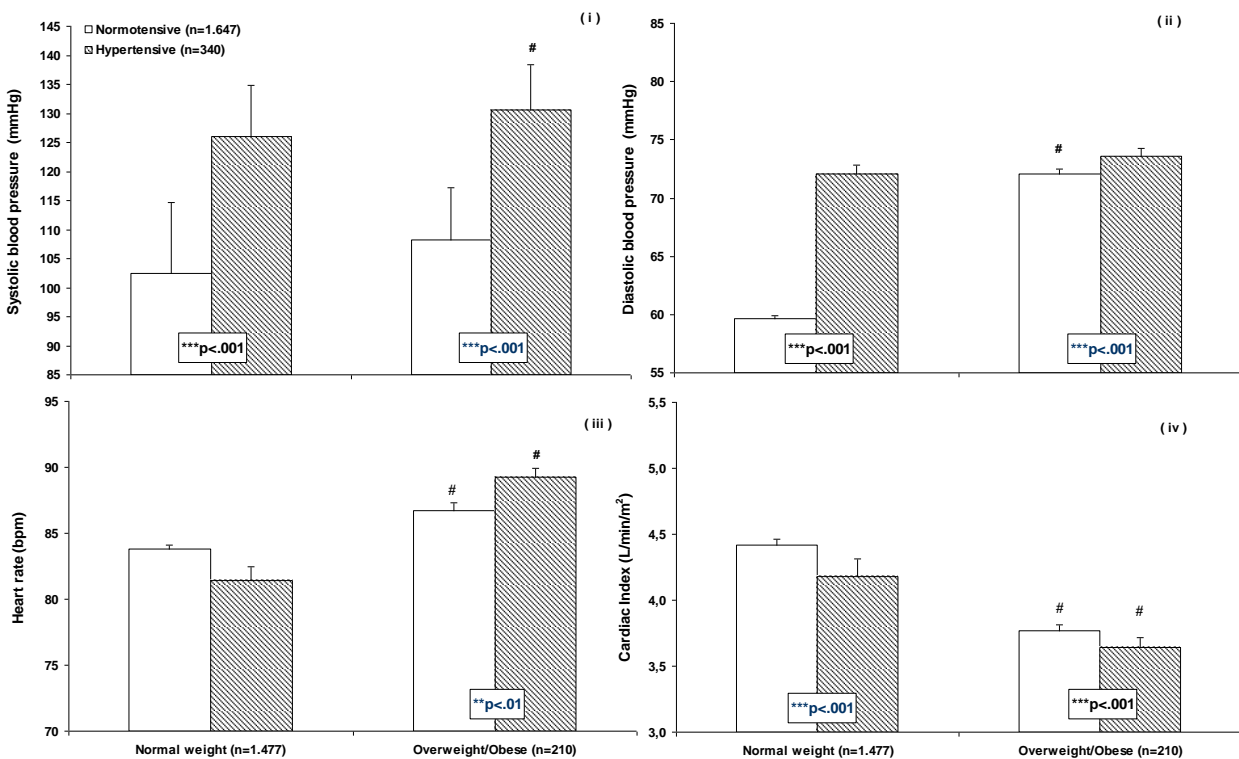 ( i )
Normotensive (n=1.647)
Hypertensive (n=340)
#
Systolic blood pressure (mmHg)
145
140
135
130
125
120
115
110
105
100
95
90
85
***p<.001
***p<.001
( ii )
#
Diastolic blood pressure (mmHg)
85
80
75
70
65
60
55
***p<.001
***p<.001
( iii )
#
#
Heart rate (bpm)
95
90
85
80
75
70
**p<.01
Normal weight (n=1.477)
Overweight/Obese (n=210)
( iv )
#
#
Cardiac Index (L/min/m²)
5,5
5,0
4,5
4,0
3,5
3,0
***p<.001
***p<.001
Normal weight (n=1.477)
Overweight/Obese (n=210)